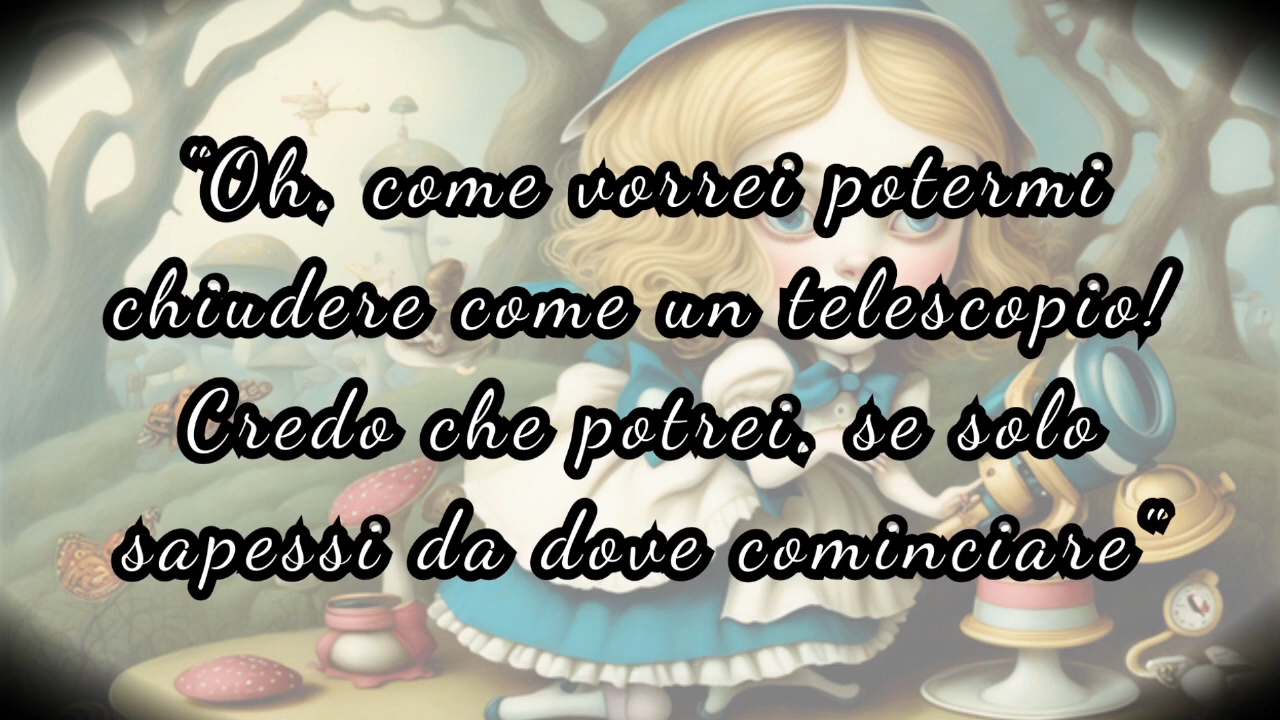 “Oh, come vorrei potermi
chiudere come un telescopio!
Credo che potrei, se solo
sapessi da dove cominciare“